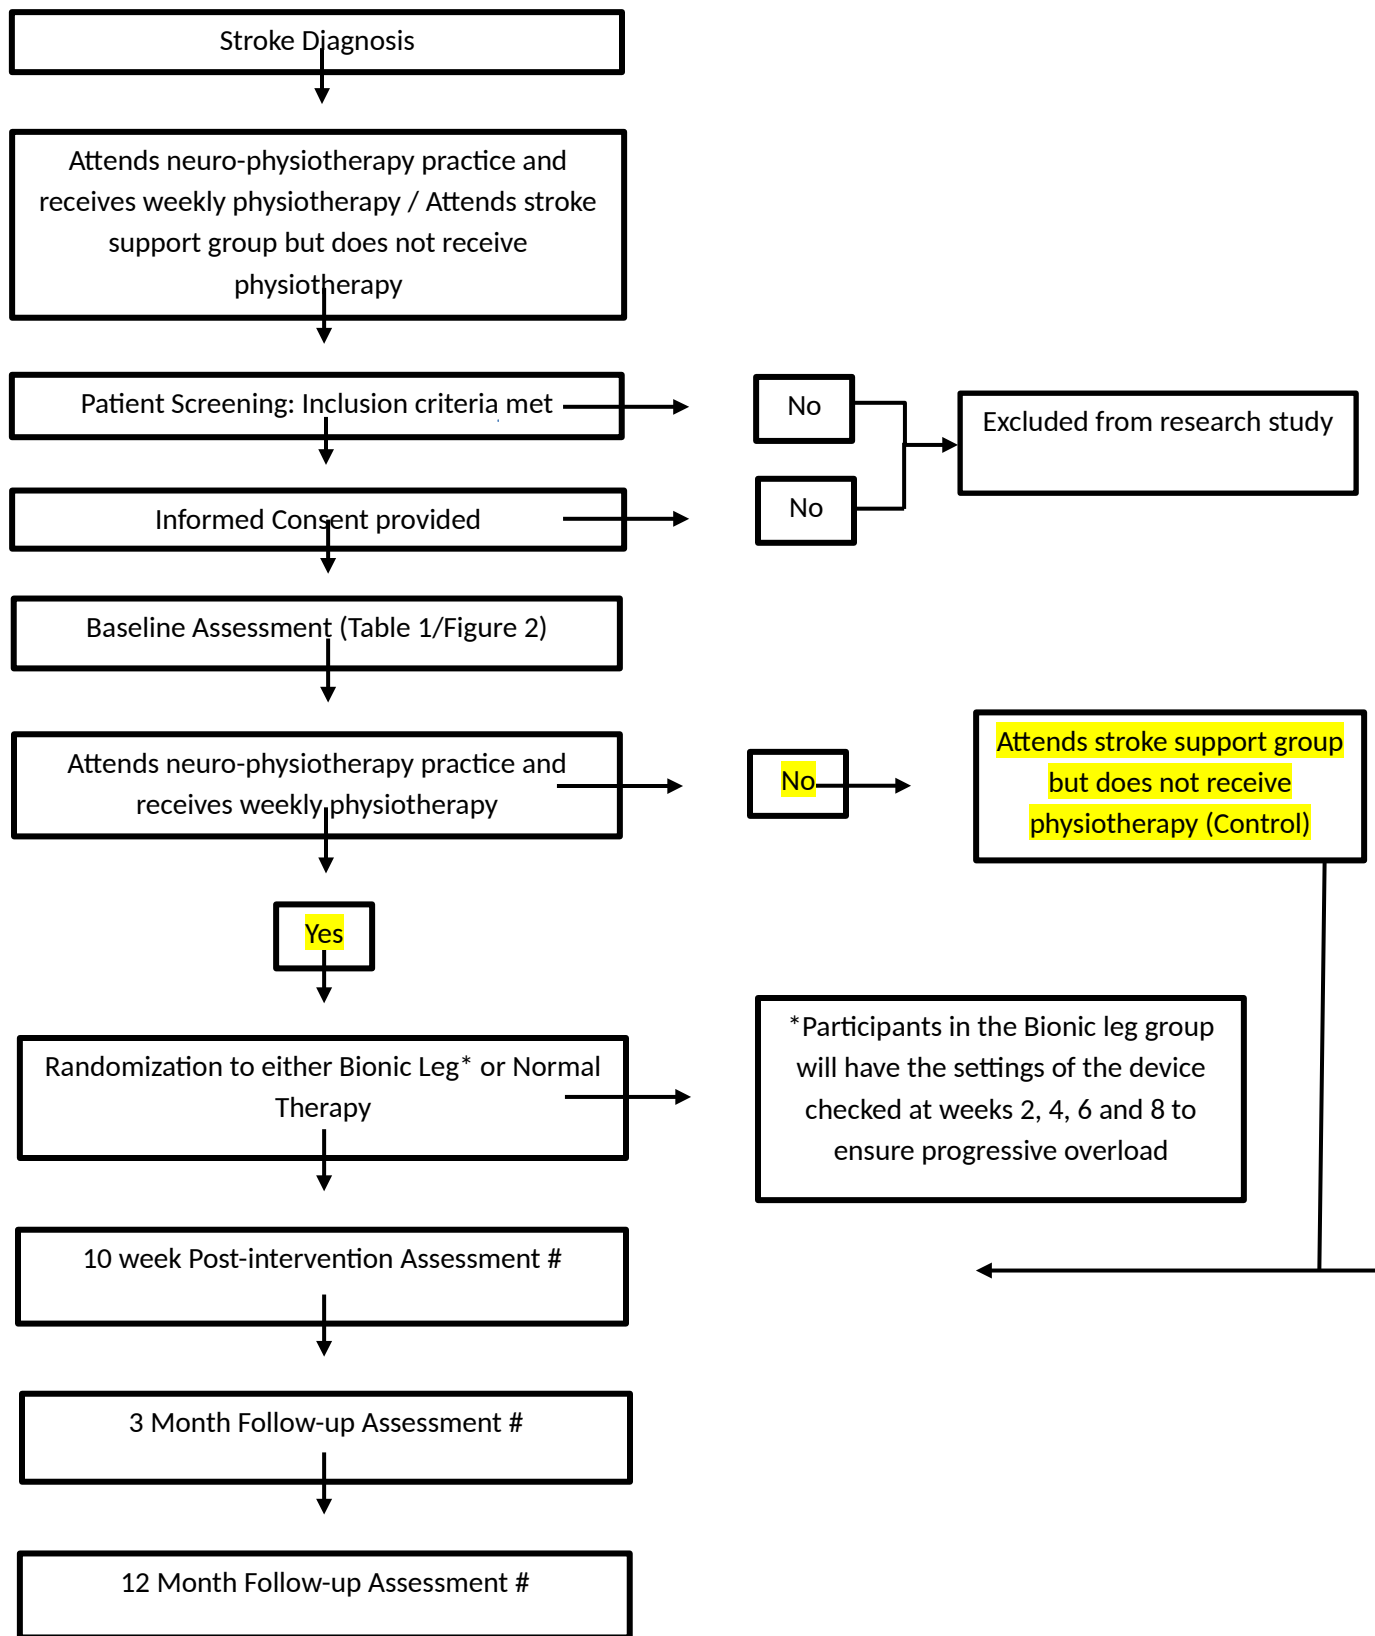 Stroke Diagnosis
Attends neuro-physiotherapy practice and
receives weekly physiotherapy / Attends stroke
support group but does not receive
physiotherapy
Patient Screening: Inclusion criteria met
No
Excluded from research study
Informed Consent provided
No
Baseline Assessment (Table 1/Figure 2)
Attends neuro-physiotherapy practice and
receives weekly physiotherapy
No
Attends stroke support group
but does not receive
physiotherapy (Control)
Yes
Randomization to either Bionic Leg* or Normal
Therapy
*Participants in the Bionic leg group
will have the settings of the device
checked at weeks 2, 4, 6 and 8 to
ensure progressive overload
10 week Post-intervention Assessment #
3 Month Follow-up Assessment #
12 Month Follow-up Assessment #